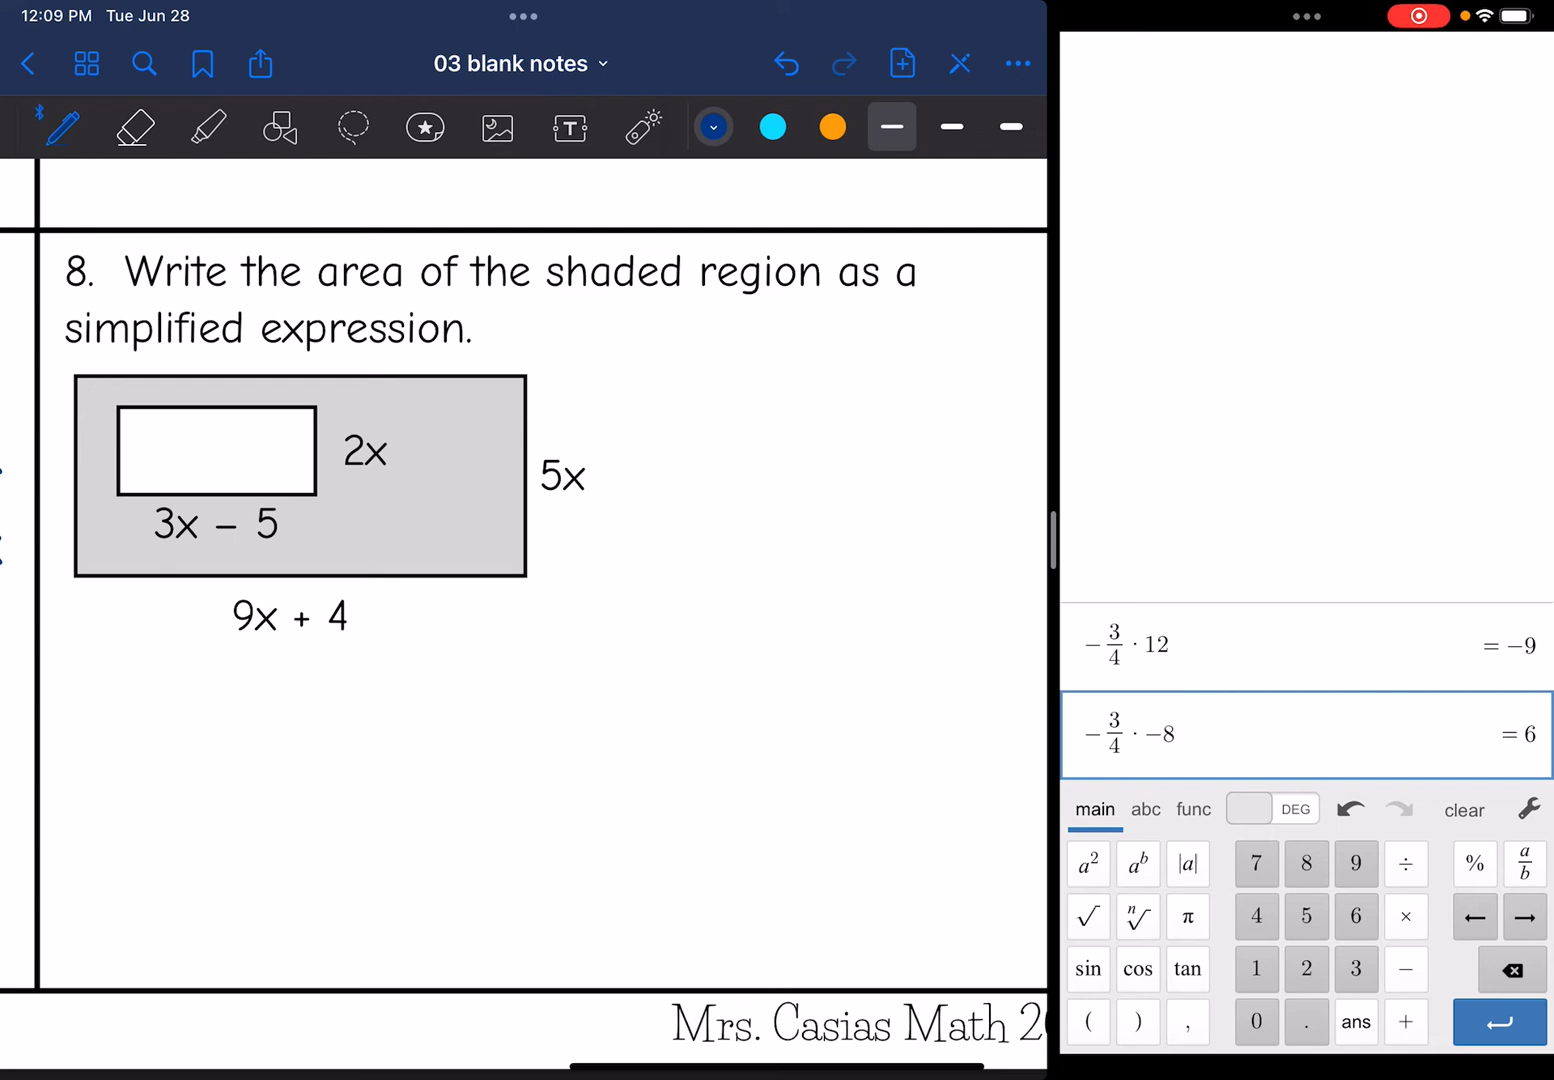 12:09 PM Tue Jun 28
03 blank notes
T
8. Write the area of the shaded region as a
simplified expression.
2x
5x
3x – 5
9x + 4
Mrs. Casias Math 2
−3/4 · 12 = −9
−3/4 · −8 = 6
main abc func DEG clear
a² aᵇ |a| 7 8 9 ÷ % a/b
√ ⁿ√ π 4 5 6 × ← →
sin cos tan 1 2 3 −
( ) , 0 . ans +